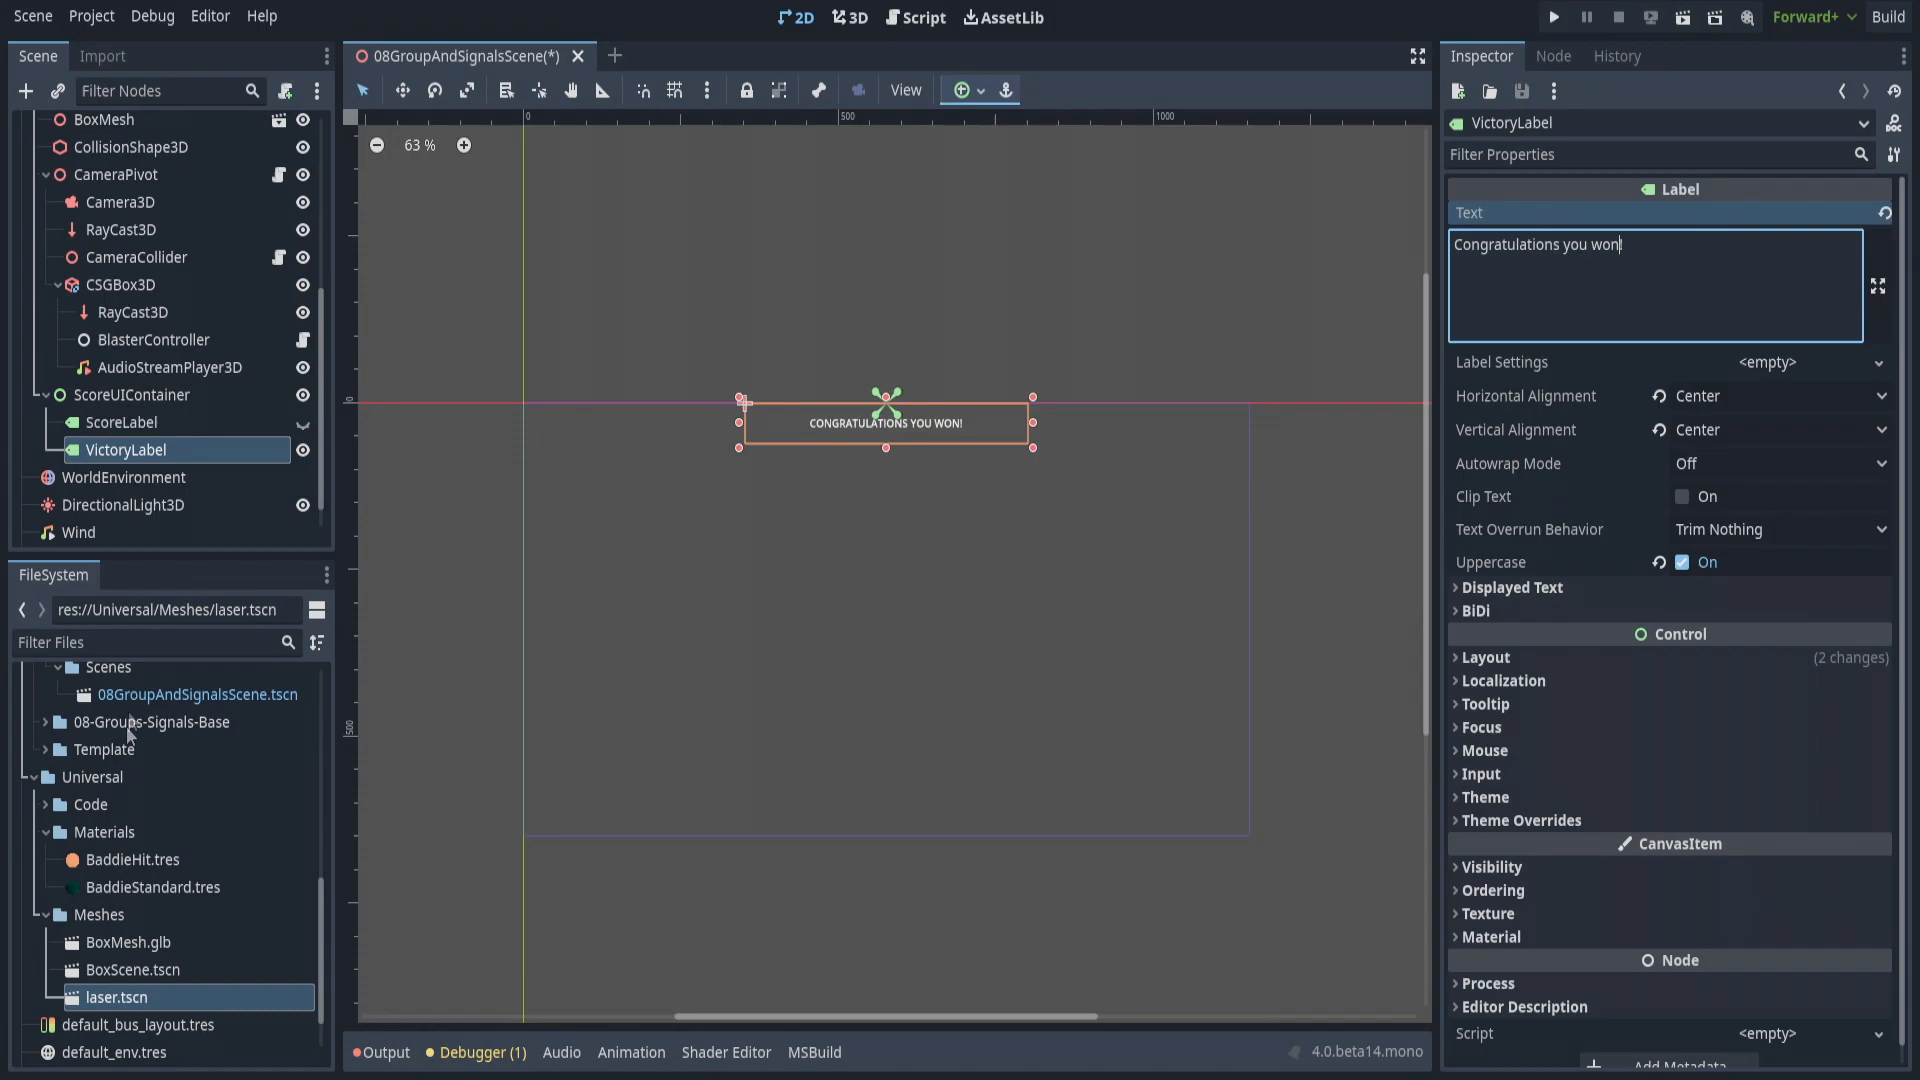 Scene Project Debug Editor Help
2D 3D Script AssetLib
Forward+ Build
Scene Import
Filter Nodes
BoxMesh
CollisionShape3D
CameraPivot
Camera3D
RayCast3D
CameraCollider
CSGBox3D
RayCast3D
BlasterController
AudioStreamPlayer3D
ScoreUIContainer
ScoreLabel
VictoryLabel
WorldEnvironment
DirectionalLight3D
Wind
FileSystem
res://Universal/Meshes/laser.tscn
Filter Files
Scenes
08GroupAndSignalsScene.tscn
08-Groups-Signals-Base
Template
Universal
Code
Materials
BaddieHit.tres
BaddieStandard.tres
Meshes
BoxMesh.glb
BoxScene.tscn
laser.tscn
default_bus_layout.tres
default_env.tres
08GroupAndSignalsScene(*)
View
0 500 1000
63 %
0
500
CONGRATULATIONS YOU WON!
Output Debugger (1) Audio Animation Shader Editor MSBuild 4.0.beta14.mono
Inspector Node History
VictoryLabel
Filter Properties
Label
Text
Congratulations you won!
Label Settings <empty>
Horizontal Alignment Center
Vertical Alignment Center
Autowrap Mode Off
Clip Text On
Text Overrun Behavior Trim Nothing
Uppercase On
Displayed Text
BiDi
Control
Layout (2 changes)
Localization
Tooltip
Focus
Mouse
Input
Theme
Theme Overrides
CanvasItem
Visibility
Ordering
Texture
Material
Node
Process
Editor Description
Script <empty>
Add Metadata